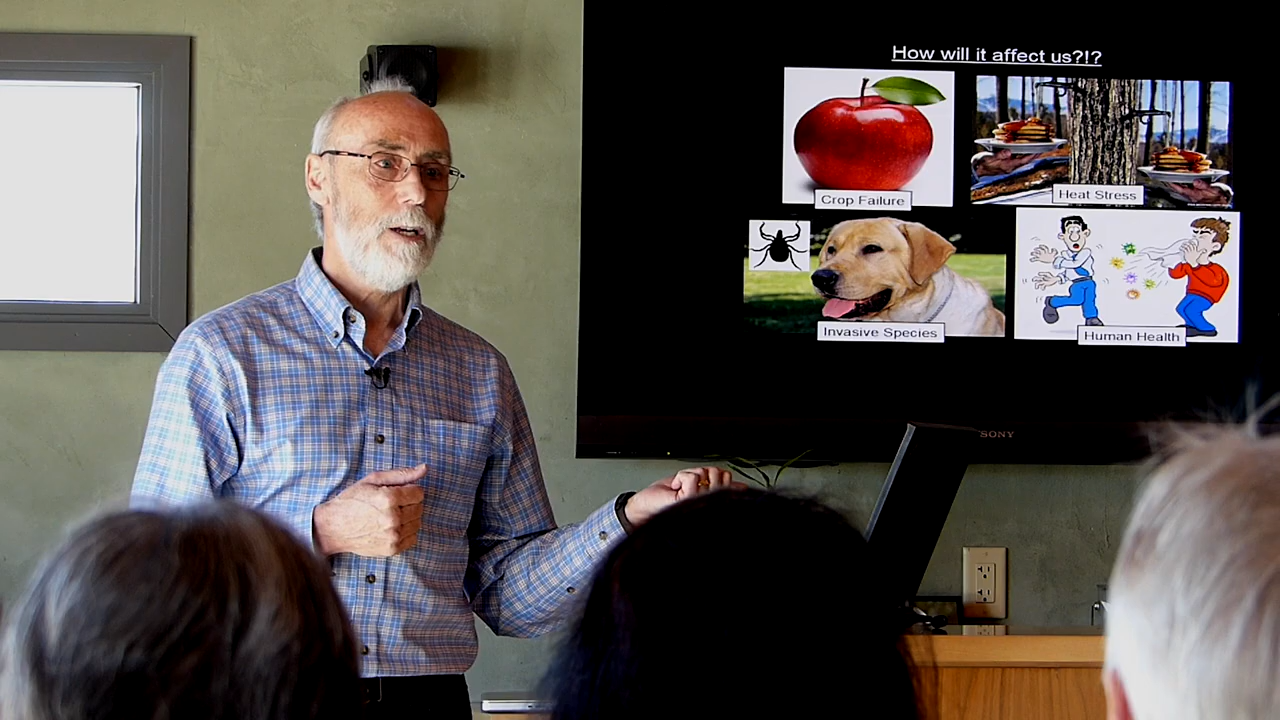 How will it affect us?!?
Crop Failure
Heat Stress
Invasive Species
Human Health
SONY